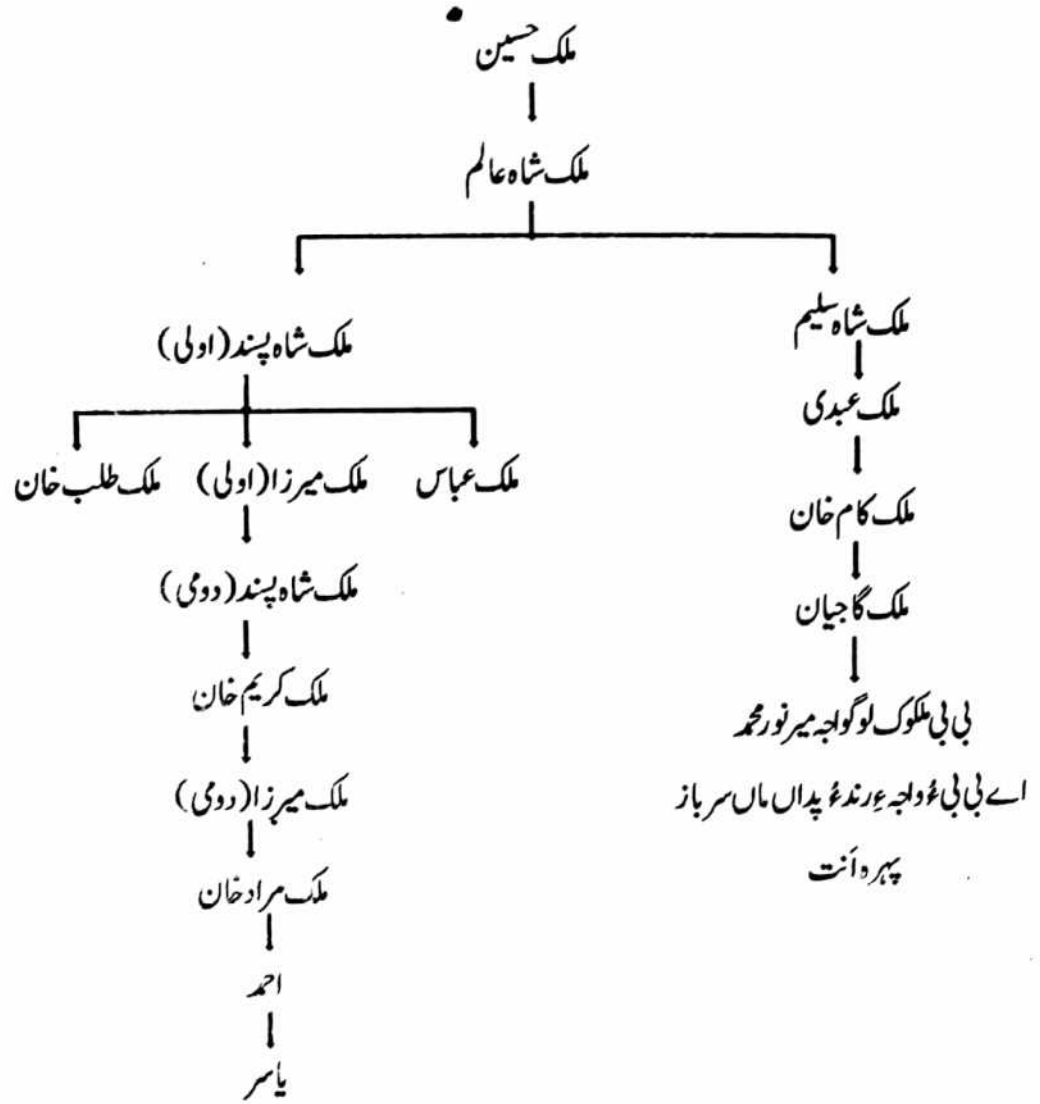 ملک حسین
ملک شاہ عالم
ملک شاہ سلیم
ملک شاہ پسند (اولی)
ملک عبدی
ملک عباس
ملک میرزا (اولی)
ملک طلب خان
ملک کام خان
ملک شاہ پسند (دومی)
ملک گاجیان
ملک کریم خان
بی بی ملکوک لوگواجہ میر نور محمد
ملک میرزا (دومی)
اے بی بی ءُ واجہ ءِ رند ءُ پداں ماں سرباز
پہرہ اَنت
ملک مراد خان
احمد
یاسر